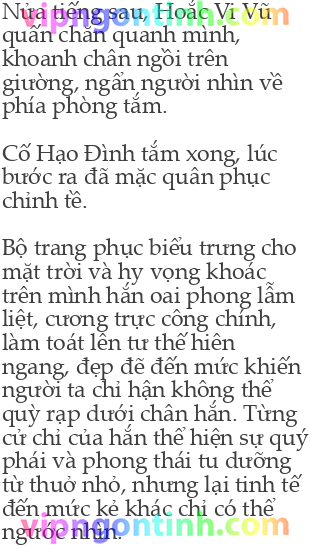 Nửa tiếng sau, Hoắc Vi Vũ
quấn chăn quanh mình,
khoanh chân ngồi trên
giường, ngẩn người nhìn về
phía phòng tắm.
Cố Hạo Đình tắm xong, lúc
bước ra đã mặc quân phục
chỉnh tề.
Bộ trang phục biểu trưng cho
mặt trời và hy vọng khoác
trên mình hắn oai phong lẫm
liệt, cương trực công chính,
làm toát lên tư thế hiên
ngang, đẹp đẽ đến mức khiến
người ta chỉ hận không thể
quỳ rạp dưới chân hắn. Từng
cử chỉ của hắn thể hiện sự quý
phái và phong thái tu dưỡng
từ thuở nhỏ, nhưng lại tinh tế
đến mức kẻ khác chỉ có thể
ngước nhìn.
vipngontinh.com
vipngontinh.com